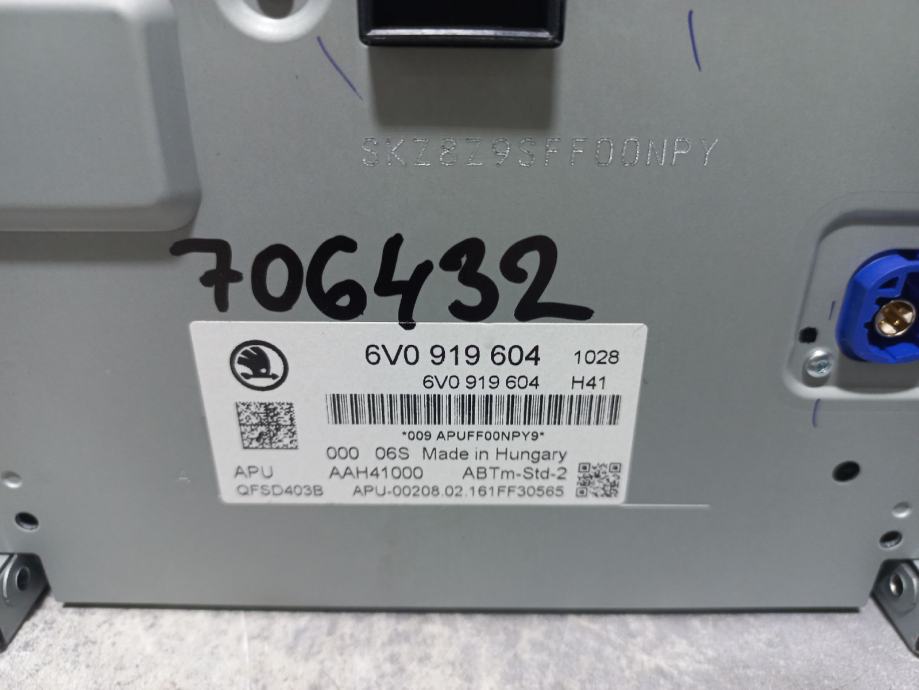 SKZ8Z9SFF00NPY
706432
6V0 919 604 1028
6V0 919 604 H41
*009 APUFF00NPY9*
000 06S Made in Hungary
APU AAH41000 ABTm-Std-2
QFSD403B APU-00208.02.161FF30565